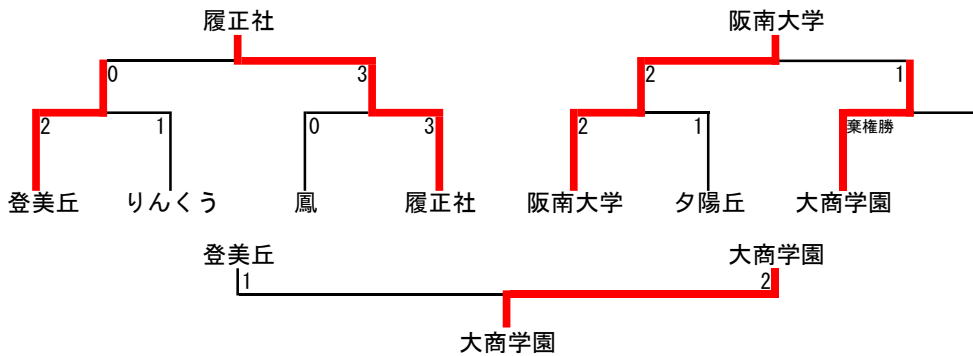 履正社 阪南大学
0 3 2 1
2 1 0 3 2 1 棄権勝
登美丘 りんくう 鳳 履正社 阪南大学 夕陽丘 大商学園
登美丘 大商学園
1 2
大商学園